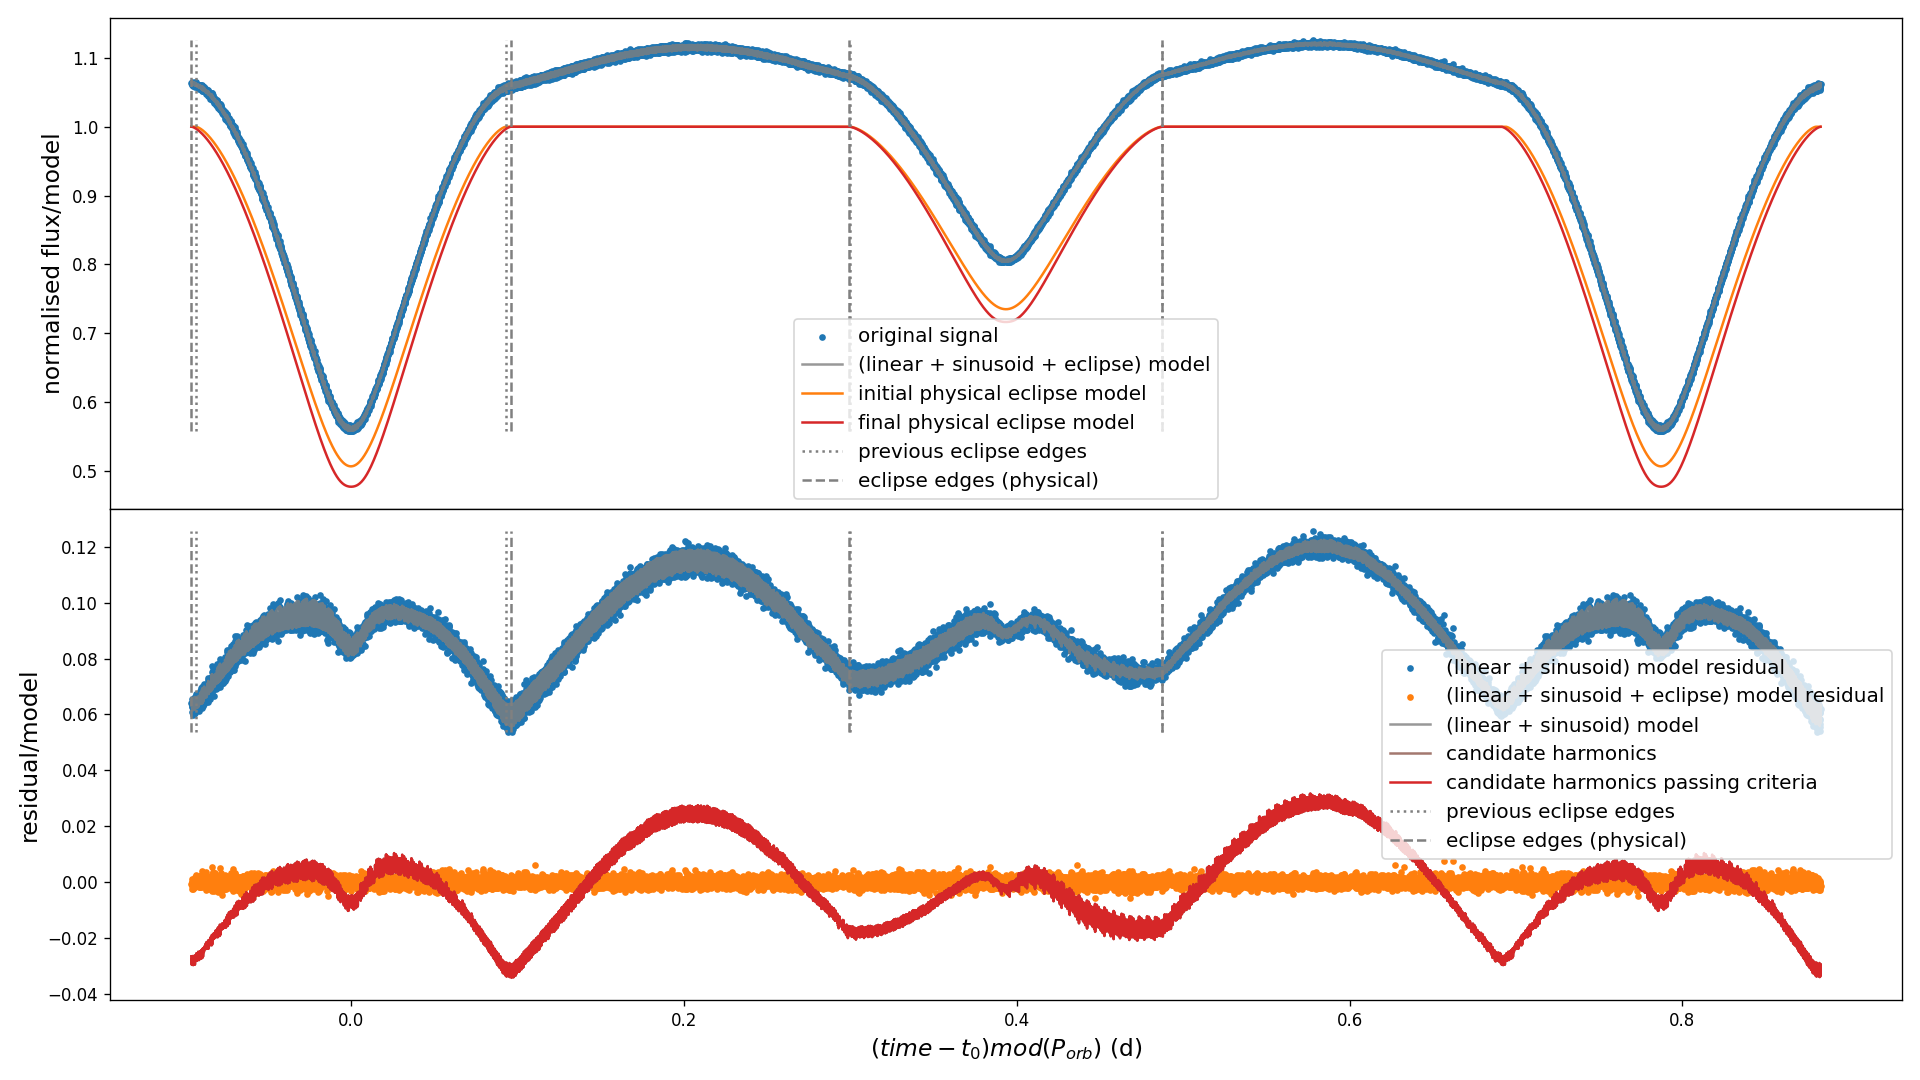 normalised flux/model
1.1
1.0
0.9
0.8
0.7
0.6
0.5
original signal
(linear + sinusoid + eclipse) model
initial physical eclipse model
final physical eclipse model
previous eclipse edges
eclipse edges (physical)
residual/model
0.12
0.10
0.08
0.06
0.04
0.02
0.00
−0.02
−0.04
(linear + sinusoid) model residual
(linear + sinusoid + eclipse) model residual
(linear + sinusoid) model
candidate harmonics
candidate harmonics passing criteria
previous eclipse edges
eclipse edges (physical)
0.0 0.2 0.4 0.6 0.8
(time − t₀)mod(P_orb) (d)